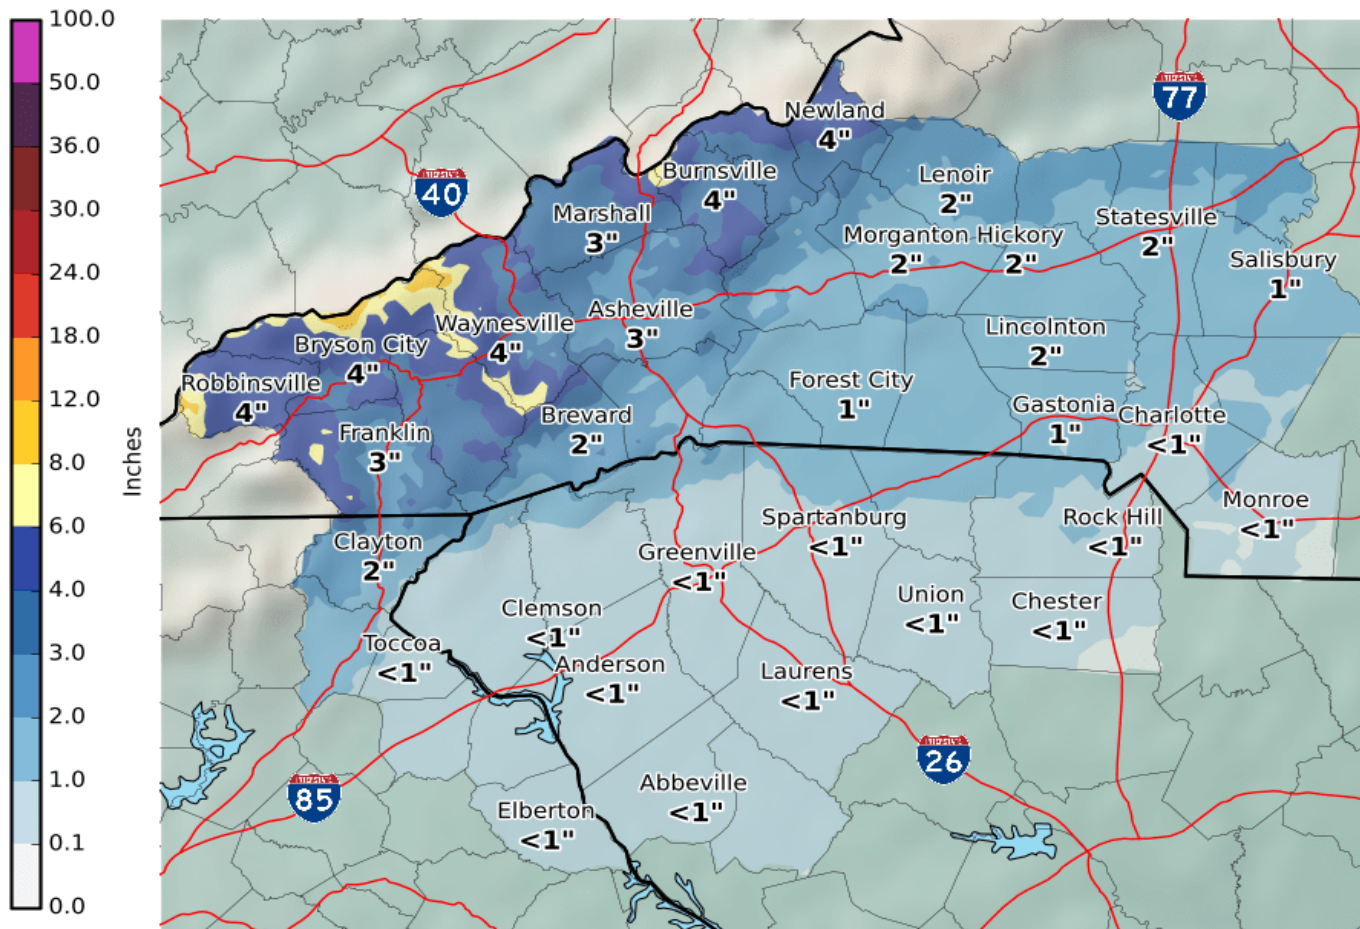 100.0
50.0
36.0
30.0
24.0
18.0
12.0
8.0
6.0
4.0
3.0
2.0
1.0
0.1
0.0
Inches
77
Newland
4"
40
Burnsville
4"
Lenoir
2"
Marshall
3"
Statesville
2"
Morganton
2"
Hickory
2"
Salisbury
1"
Asheville
3"
Waynesville
4"
Lincolnton
2"
Bryson City
4"
Robbinsville
4"
Forest City
1"
Brevard
2"
Gastonia
1"
Charlotte
<1"
Franklin
3"
Monroe
<1"
Spartanburg
<1"
Rock Hill
<1"
Clayton
2"
Greenville
<1"
Union
<1"
Clemson
<1"
Chester
<1"
Toccoa
<1"
Anderson
<1"
Laurens
<1"
26
85
Abbeville
<1"
Elberton
<1"